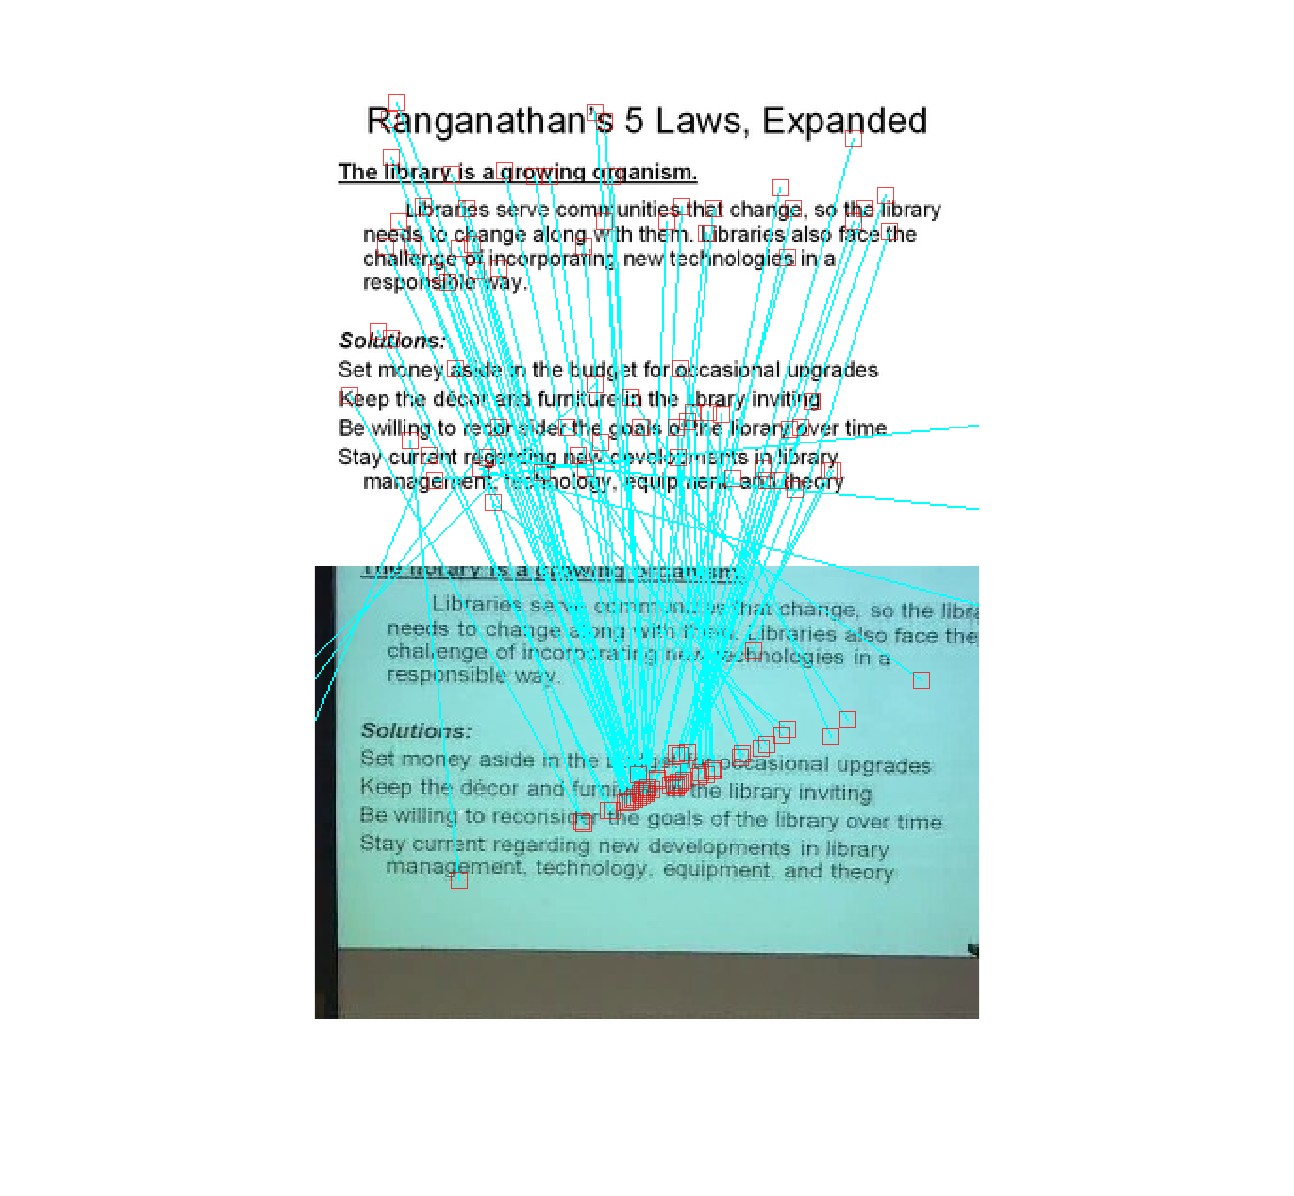 Ranganathan's 5 Laws, Expanded
The library is a growing organism.
Libraries serve communities that change, so the library
needs to change along with them. Libraries also face the
challenge of incorporating new technologies in a
responsible way.
Solutions:
Set money aside in the budget for occasional upgrades
Keep the décor and furniture in the library inviting
Be willing to reconsider the goals of the library over time
Stay current regarding new developments in library
management, technology, equipment, and theory
The library is a growing organism.
Libraries serve communities that change, so the libra
needs to change along with them. Libraries also face the
challenge of incorporating new technologies in a
responsible way.
Solutions:
Set money aside in the budget for occasional upgrades
Keep the décor and furniture in the library inviting
Be willing to reconsider the goals of the library over time
Stay current regarding new developments in library
management, technology, equipment, and theory